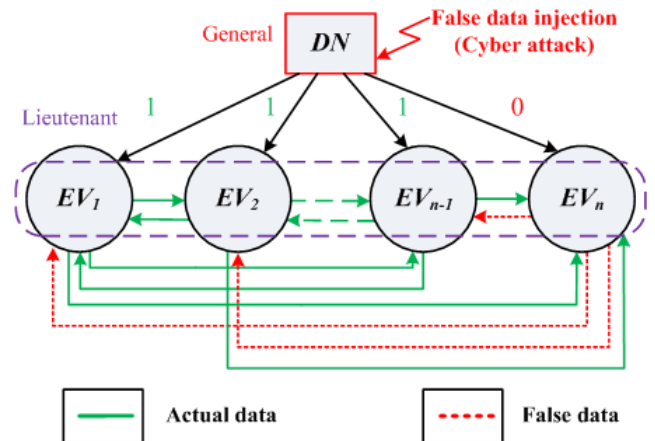 General
DN
False data injection
(Cyber attack)
1
1
1
0
Lieutenant
EV₁
EV₂
EVₙ₋₁
EVₙ
Actual data
False data